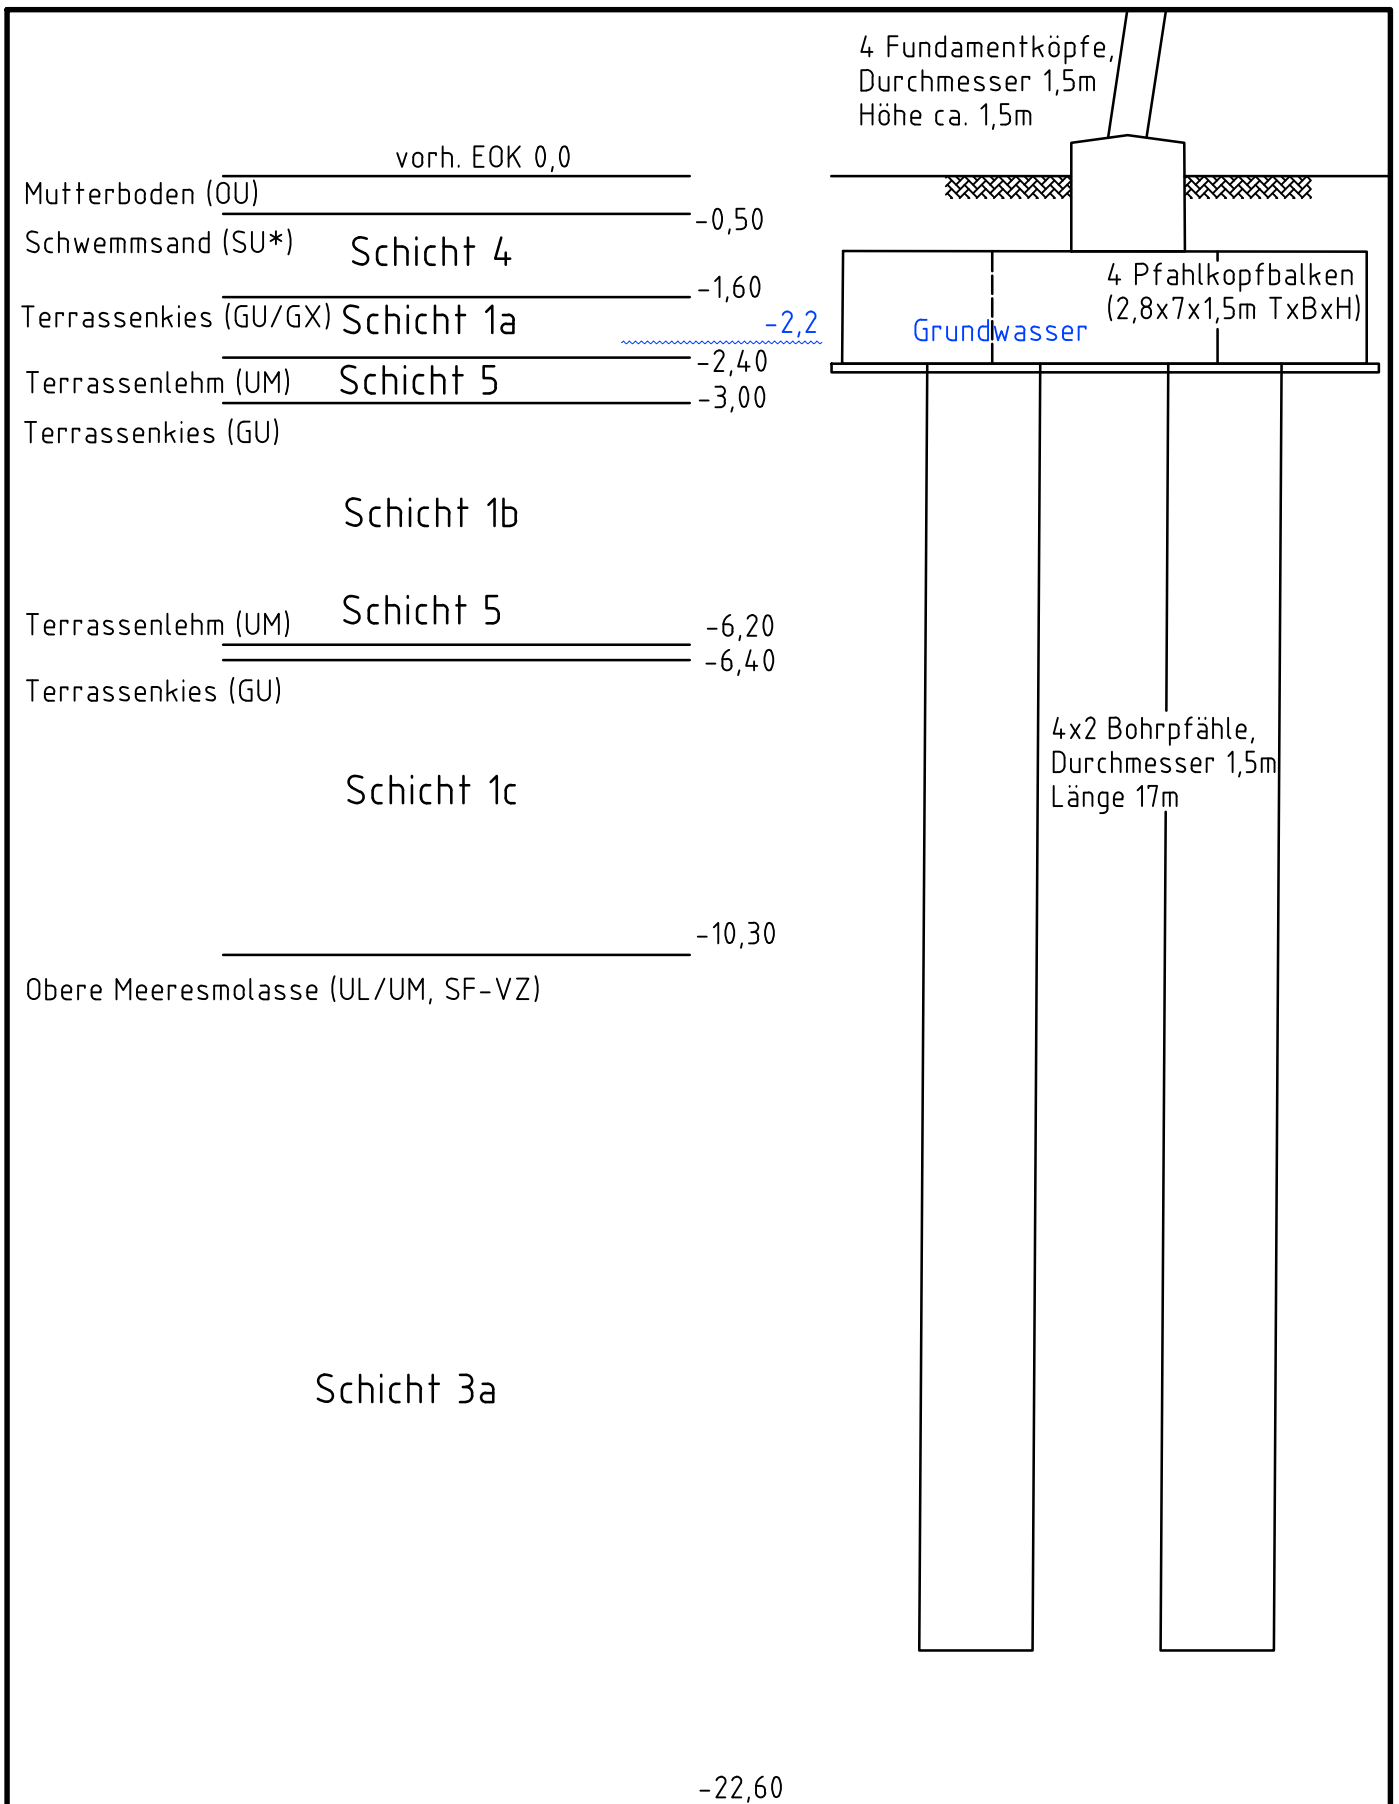 4 Fundamentköpfe,
Durchmesser 1,5m
Höhe ca. 1,5m
vorh. EOK 0,0
Mutterboden (OU)
-0,50
Schwemmsand (SU*)
Schicht 4
-1,60
4 Pfahlkopfbalken
(2,8x7x1,5m TxBxH)
Terrassenkies (GU/GX)
Schicht 1a
-2,2
Grundwasser
-2,40
Terrassenlehm (UM)
Schicht 5
-3,00
Terrassenkies (GU)
Schicht 1b
Schicht 5
Terrassenlehm (UM)
-6,20
-6,40
Terrassenkies (GU)
4x2 Bohrpfähle,
Durchmesser 1,5m
Länge 17m
Schicht 1c
-10,30
Obere Meeresmolasse (UL/UM, SF-VZ)
Schicht 3a
-22,60